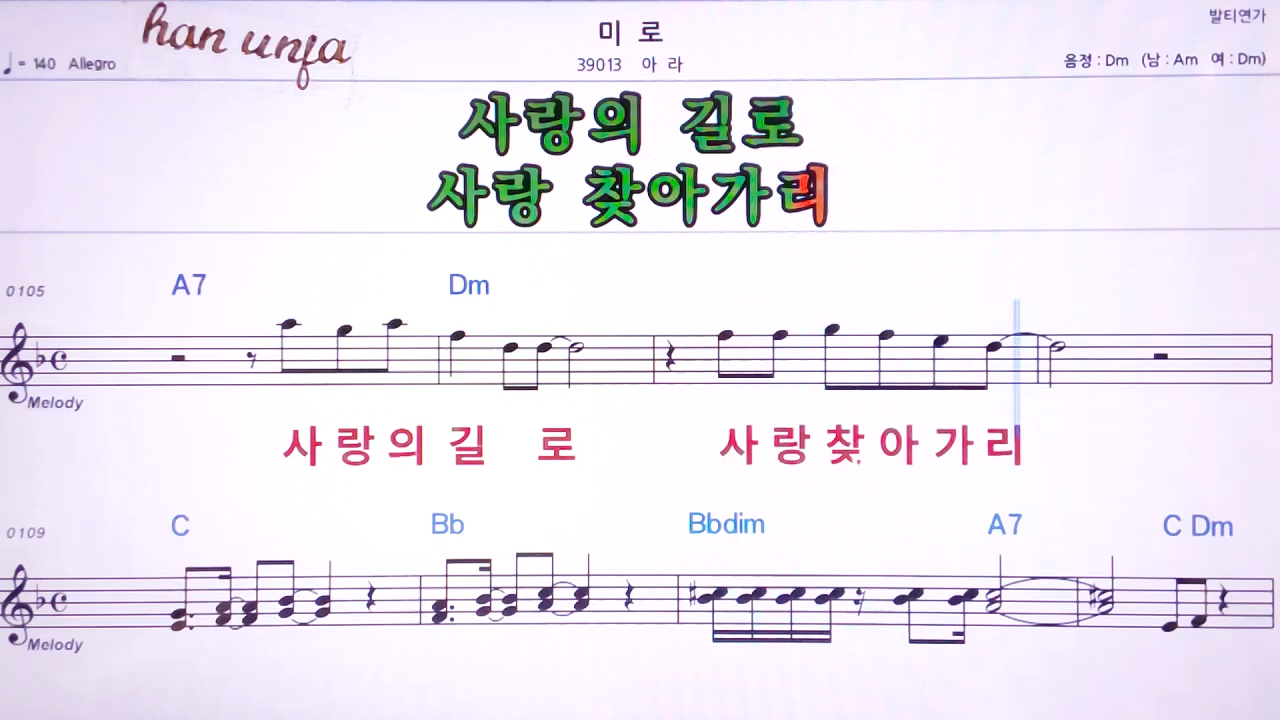 발티연가
han unfa
미 로
♩= 140 Allegro
39013 아 라
음정 : Dm (남 : Am 여 : Dm)
사랑의 길로
사랑 찾아가리
0105 A7 Dm
Melody
사 랑 의 길 로 사 랑 찾 아 가 리
0109 C Bb Bbdim A7 C Dm
Melody